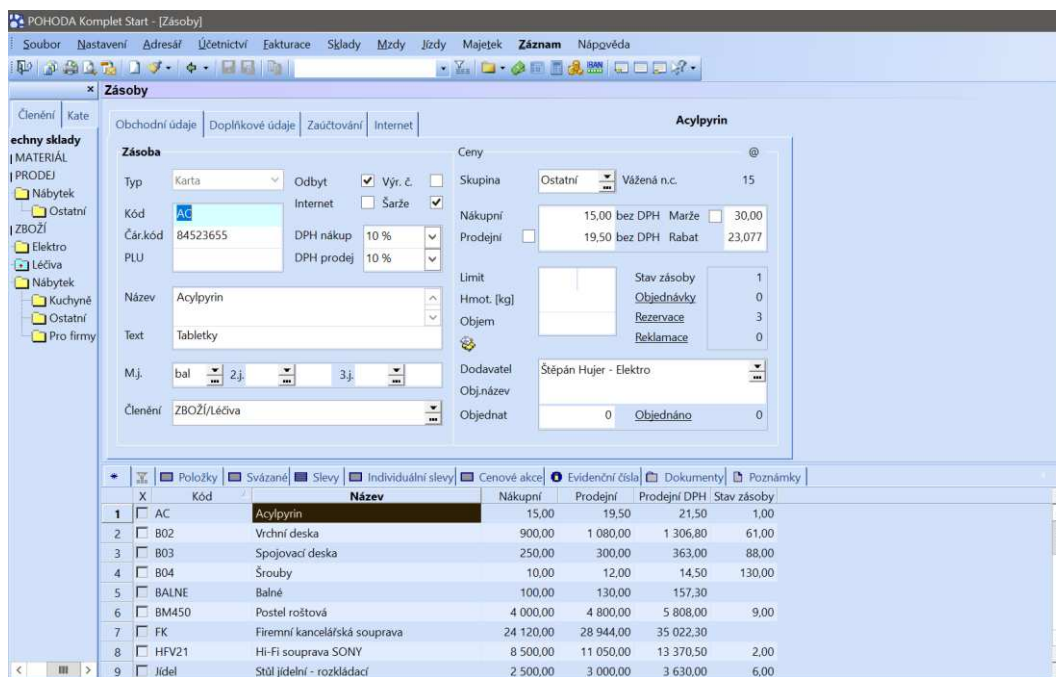 POHODA Komplet Start - [Zásoby]
Soubor Nastavení Adresář Účetnictví Fakturace Sklady Mzdy Jízdy Majetek Záznam Nápověda
IBAN
Zásoby
Členění Kate
echny sklady
MATERIÁL
PRODEJ
Nábytek
Ostatní
ZBOŽÍ
Elektro
Léčiva
Nábytek
Kuchyně
Ostatní
Pro firmy
Obchodní údaje Doplňkové údaje Zaúčtování Internet Acylpyrin
Zásoba
Typ Karta Odbyt Výr. č.
Internet Šarže
Kód AC
Čár.kód 84523655 DPH nákup 10 %
PLU DPH prodej 10 %
Název Acylpyrin
Text Tabletky
M.j. bal 2.j. 3.j.
Členění ZBOŽÍ/Léčiva
Ceny @
Skupina Ostatní Vážená n.c. 15
Nákupní 15,00 bez DPH Marže 30,00
Prodejní 19,50 bez DPH Rabat 23,077
Limit Stav zásoby 1
Hmot. [kg] Objednávky 0
Objem Rezervace 3
Reklamace 0
Dodavatel Štěpán Hujer - Elektro
Obj.název
Objednat 0 Objednáno 0
* Položky Svázané Slevy Individuální slevy Cenové akce Evidenční čísla Dokumenty Poznámky
X Kód Název Nákupní Prodejní Prodejní DPH Stav zásoby
1 AC Acylpyrin 15,00 19,50 21,50 1,00
2 B02 Vrchní deska 900,00 1 080,00 1 306,80 61,00
3 B03 Spojovací deska 250,00 300,00 363,00 88,00
4 B04 Šrouby 10,00 12,00 14,50 130,00
5 BALNE Balné 100,00 130,00 157,30
6 BM450 Postel roštová 4 000,00 4 800,00 5 808,00 9,00
7 FK Firemní kancelářská souprava 24 120,00 28 944,00 35 022,30
8 HFV21 Hi-Fi souprava SONY 8 500,00 11 050,00 13 370,50 2,00
9 Jídel Stůl jídelní - rozkládací 2 500,00 3 000,00 3 630,00 6,00